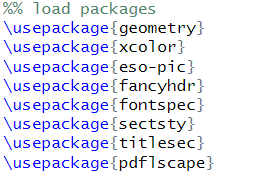 %% load packages
\usepackage{geometry}
\usepackage{xcolor}
\usepackage{eso-pic}
\usepackage{fancyhdr}
\usepackage{fontspec}
\usepackage{sectsty}
\usepackage{titlesec}
\usepackage{pdflscape}